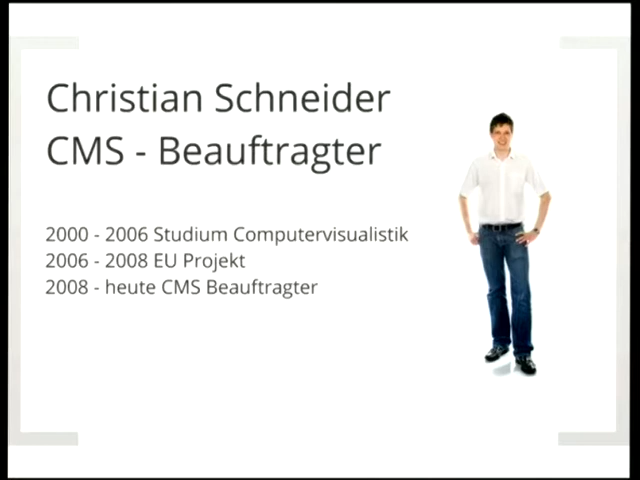 Christian Schneider
CMS - Beauftragter
2000 - 2006 Studium Computervisualistik
2006 - 2008 EU Projekt
2008 - heute CMS Beauftragter